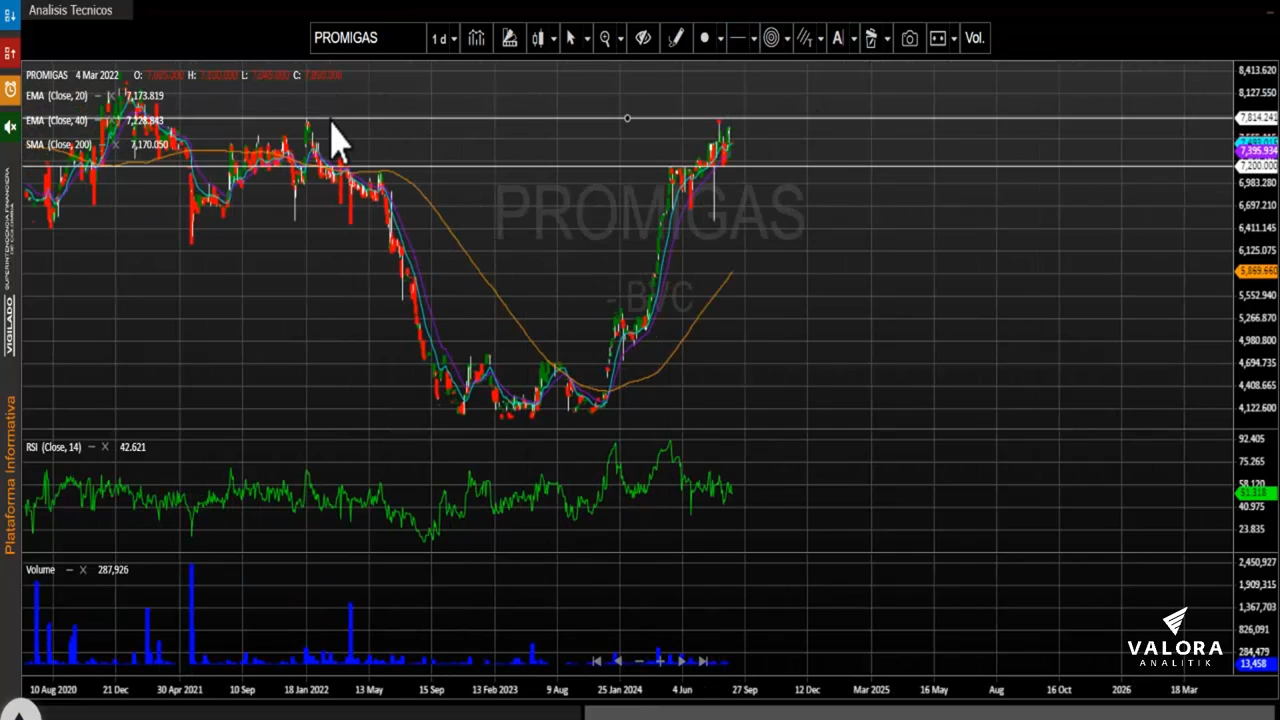 Analisis Tecnicos
PROMIGAS
1 d
A
Vol.
PROMIGAS 4 Mar 2022 O: H: L: C:
EMA (Close, 20) 7,173.819
EMA (Close, 40) 7,228.843
SMA (Close, 200) 7,170.050
8,413.620
8,127.550
7,814.241
7,395.934
7,200.000
6,983.280
6,697.210
6,411.145
6,125.075
5,869.660
5,552.940
5,266.870
4,980.800
4,694.735
4,408.665
4,122.600
PROMIGAS
- BVC
RSI (Close, 14) 42.621
92.405
75.265
58.120
51.318
40.975
23.835
Volume 287,926
2,450,927
1,909,315
1,367,703
826,091
284,479
13,458
VALORA
ANALITIK
10 Aug 2020 21 Dec 30 Apr 2021 10 Sep 18 Jan 2022 13 May 15 Sep 13 Feb 2023 9 Aug 25 Jan 2024 4 Jun 27 Sep 12 Dec Mar 2025 16 May Aug 16 Oct 2026 18 Mar
VIGILADO
Plataforma Informativa